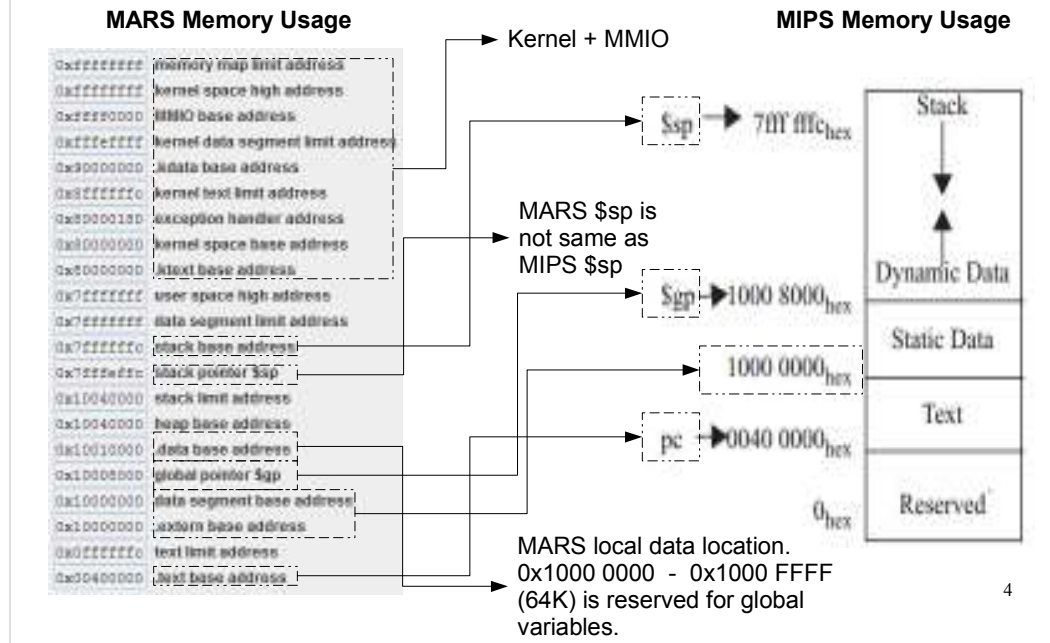 MARS Memory Usage
MIPS Memory Usage
0xffffffff memory map limit address
0xffffffff kernel space high address
0xffff0000 MMIO base address
0xfffeffff kernel data segment limit address
0x90000000 .kdata base address
0x8ffffffc kernel text limit address
0x80000180 exception handler address
0x80000000 kernel space base address
0x80000000 .ktext base address
0x7fffffff user space high address
0x7fffffff data segment limit address
0x7ffffffc stack base address
0x7fffeffc stack pointer $sp
0x10040000 stack limit address
0x10040000 heap base address
0x10010000 .data base address
0x10008000 global pointer $gp
0x10000000 data segment base address
0x10000000 .extern base address
0x0ffffffc text limit address
0x00400000 .text base address
Kernel + MMIO
MARS $sp is
not same as
MIPS $sp
MARS local data location.
0x1000 0000 - 0x1000 FFFF
(64K) is reserved for global
variables.
$sp 7fff fffc hex
$gp 1000 8000 hex
1000 0000 hex
pc 0040 0000 hex
0 hex
Stack
Dynamic Data
Static Data
Text
Reserved
4